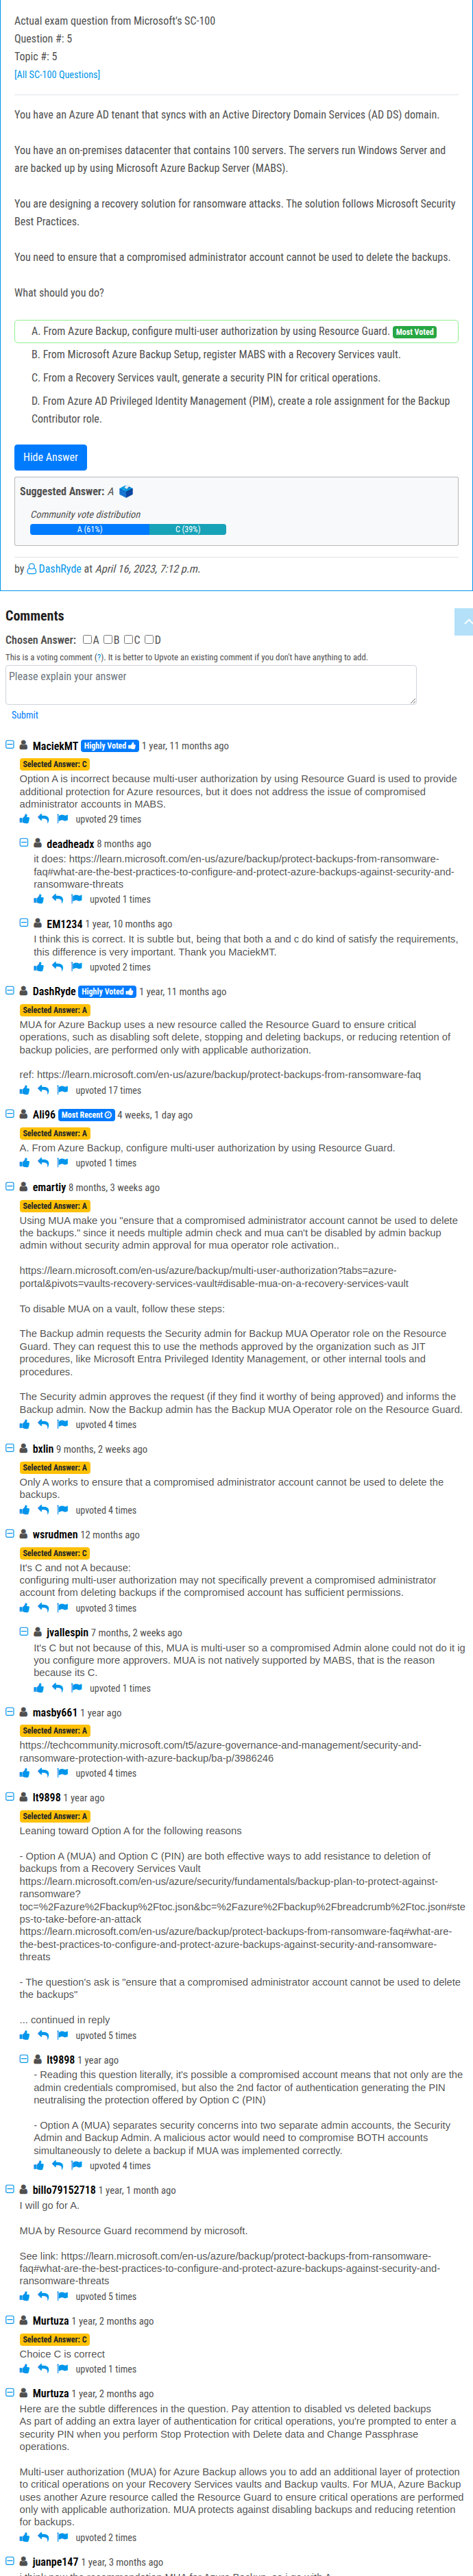 Actual exam question from Microsoft's SC-100
Question #: 5
Topic #: 5
[All SC-100 Questions]
You have an Azure AD tenant that syncs with an Active Directory Domain Services (AD DS) domain.
You have an on-premises datacenter that contains 100 servers. The servers run Windows Server and
are backed up by using Microsoft Azure Backup Server (MABS).
You are designing a recovery solution for ransomware attacks. The solution follows Microsoft Security
Best Practices.
You need to ensure that a compromised administrator account cannot be used to delete the backups.
What should you do?
A. From Azure Backup, configure multi-user authorization by using Resource Guard. Most Voted
B. From Microsoft Azure Backup Setup, register MABS with a Recovery Services vault.
C. From a Recovery Services vault, generate a security PIN for critical operations.
D. From Azure AD Privileged Identity Management (PIM), create a role assignment for the Backup
Contributor role.
Hide Answer
Suggested Answer: A
Community vote distribution
A (61%) C (39%)
by DashRyde at April 16, 2023, 7:12 p.m.
Comments
Chosen Answer: A B C D
This is a voting comment (?). It is better to Upvote an existing comment if you don't have anything to add.
Please explain your answer
Submit
MaciekMT Highly Voted 1 year, 11 months ago
Selected Answer: C
Option A is incorrect because multi-user authorization by using Resource Guard is used to provide
additional protection for Azure resources, but it does not address the issue of compromised
administrator accounts in MABS.
upvoted 29 times
deadheadx 8 months ago
it does: https://learn.microsoft.com/en-us/azure/backup/protect-backups-from-ransomware-
faq#what-are-the-best-practices-to-configure-and-protect-azure-backups-against-security-and-
ransomware-threats
upvoted 1 times
EM1234 1 year, 10 months ago
I think this is correct. It is subtle but, being that both a and c do kind of satisfy the requirements,
this difference is very important. Thank you MaciekMT.
upvoted 2 times
DashRyde Highly Voted 1 year, 11 months ago
Selected Answer: A
MUA for Azure Backup uses a new resource called the Resource Guard to ensure critical
operations, such as disabling soft delete, stopping and deleting backups, or reducing retention of
backup policies, are performed only with applicable authorization.
ref: https://learn.microsoft.com/en-us/azure/backup/protect-backups-from-ransomware-faq
upvoted 17 times
Ali96 Most Recent 4 weeks, 1 day ago
Selected Answer: A
A. From Azure Backup, configure multi-user authorization by using Resource Guard.
upvoted 1 times
emartiy 8 months, 3 weeks ago
Selected Answer: A
Using MUA make you "ensure that a compromised administrator account cannot be used to delete
the backups." since it needs multiple admin check and mua can't be disabled by admin backup
admin without security admin approval for mua operator role activation..
https://learn.microsoft.com/en-us/azure/backup/multi-user-authorization?tabs=azure-
portal&pivots=vaults-recovery-services-vault#disable-mua-on-a-recovery-services-vault
To disable MUA on a vault, follow these steps:
The Backup admin requests the Security admin for Backup MUA Operator role on the Resource
Guard. They can request this to use the methods approved by the organization such as JIT
procedures, like Microsoft Entra Privileged Identity Management, or other internal tools and
procedures.
The Security admin approves the request (if they find it worthy of being approved) and informs the
Backup admin. Now the Backup admin has the Backup MUA Operator role on the Resource Guard.
upvoted 4 times
bxlin 9 months, 2 weeks ago
Selected Answer: A
Only A works to ensure that a compromised administrator account cannot be used to delete the
backups.
upvoted 4 times
wsrudmen 12 months ago
Selected Answer: C
It's C and not A because:
configuring multi-user authorization may not specifically prevent a compromised administrator
account from deleting backups if the compromised account has sufficient permissions.
upvoted 3 times
jvallespin 7 months, 2 weeks ago
It's C but not because of this, MUA is multi-user so a compromised Admin alone could not do it ig
you configure more approvers. MUA is not natively supported by MABS, that is the reason
because its C.
upvoted 1 times
masby661 1 year ago
Selected Answer: A
https://techcommunity.microsoft.com/t5/azure-governance-and-management/security-and-
ransomware-protection-with-azure-backup/ba-p/3986246
upvoted 4 times
lt9898 1 year ago
Selected Answer: A
Leaning toward Option A for the following reasons
- Option A (MUA) and Option C (PIN) are both effective ways to add resistance to deletion of
backups from a Recovery Services Vault
https://learn.microsoft.com/en-us/azure/security/fundamentals/backup-plan-to-protect-against-
ransomware?
toc=%2Fazure%2Fbackup%2Ftoc.json&bc=%2Fazure%2Fbackup%2Fbreadcrumb%2Ftoc.json#ste
ps-to-take-before-an-attack
https://learn.microsoft.com/en-us/azure/backup/protect-backups-from-ransomware-faq#what-are-
the-best-practices-to-configure-and-protect-azure-backups-against-security-and-ransomware-
threats
- The question's ask is "ensure that a compromised administrator account cannot be used to delete
the backups"
... continued in reply
upvoted 5 times
lt9898 1 year ago
- Reading this question literally, it's possible a compromised account means that not only are the
admin credentials compromised, but also the 2nd factor of authentication generating the PIN
neutralising the protection offered by Option C (PIN)
- Option A (MUA) separates security concerns into two separate admin accounts, the Security
Admin and Backup Admin. A malicious actor would need to compromise BOTH accounts
simultaneously to delete a backup if MUA was implemented correctly.
upvoted 4 times
billo79152718 1 year, 1 month ago
I will go for A.
MUA by Resource Guard recommend by microsoft.
See link: https://learn.microsoft.com/en-us/azure/backup/protect-backups-from-ransomware-
faq#what-are-the-best-practices-to-configure-and-protect-azure-backups-against-security-and-
ransomware-threats
upvoted 5 times
Murtuza 1 year, 2 months ago
Selected Answer: C
Choice C is correct
upvoted 1 times
Murtuza 1 year, 2 months ago
Here are the subtle differences in the question. Pay attention to disabled vs deleted backups
As part of adding an extra layer of authentication for critical operations, you're prompted to enter a
security PIN when you perform Stop Protection with Delete data and Change Passphrase
operations.
Multi-user authorization (MUA) for Azure Backup allows you to add an additional layer of protection
to critical operations on your Recovery Services vaults and Backup vaults. For MUA, Azure Backup
uses another Azure resource called the Resource Guard to ensure critical operations are performed
only with applicable authorization. MUA protects against disabling backups and reducing retention
for backups.
upvoted 2 times
juanpe147 1 year, 3 months ago